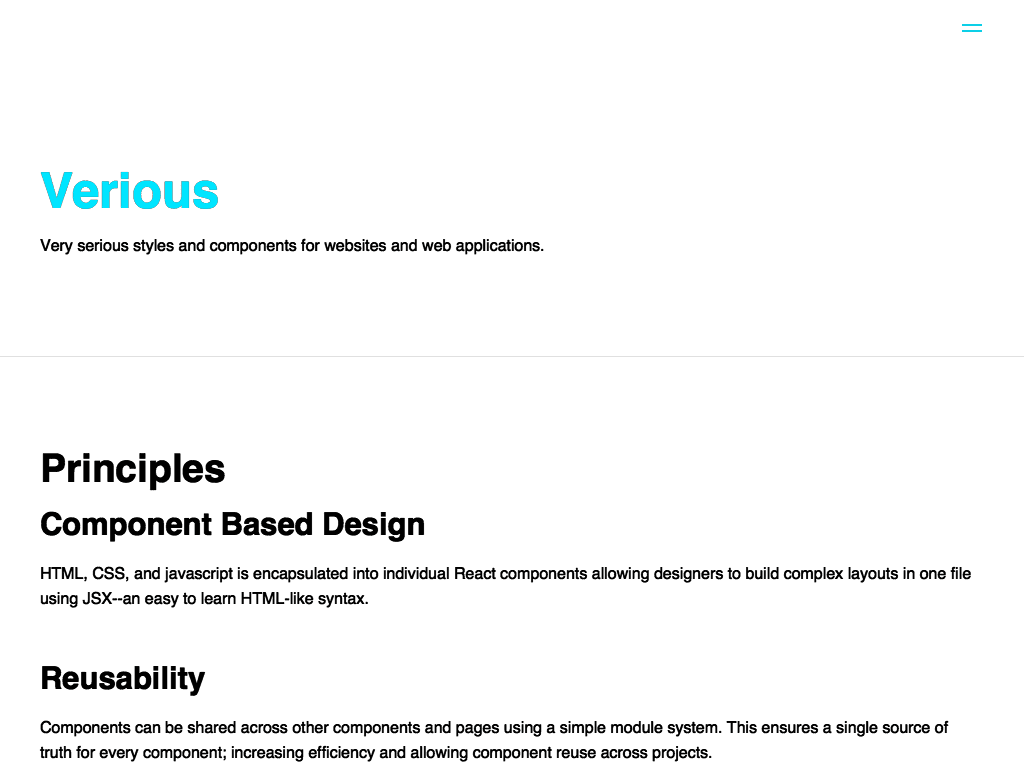 Verious
Very serious styles and components for websites and web applications.
Principles
Component Based Design
HTML, CSS, and javascript is encapsulated into individual React components allowing designers to build complex layouts in one file
using JSX--an easy to learn HTML-like syntax.
Reusability
Components can be shared across other components and pages using a simple module system. This ensures a single source of
truth for every component; increasing efficiency and allowing component reuse across projects.